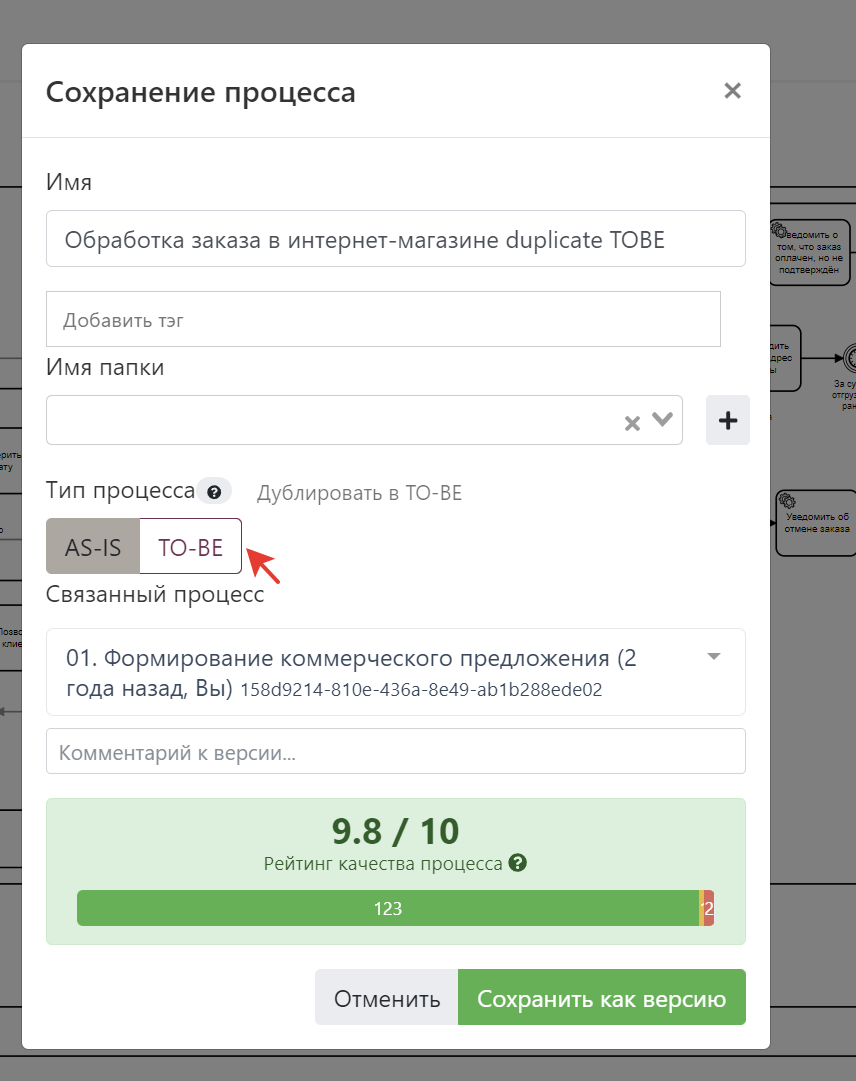 Сохранение процесса
×
Имя
Обработка заказа в интернет-магазине duplicate TOBE
Добавить тэг
Имя папки
Тип процесса ? Дублировать в TO-BE
AS-IS TO-BE
Связанный процесс
01. Формирование коммерческого предложения (2
года назад, Вы) 158d9214-810e-436a-8e49-ab1b288ede02
Комментарий к версии...
9.8 / 10
Рейтинг качества процесса ?
123 2
Отменить Сохранить как версию
Уведомить о
том, что заказ
оплачен, но не
подтверждён
Уведомить об
отмене заказа